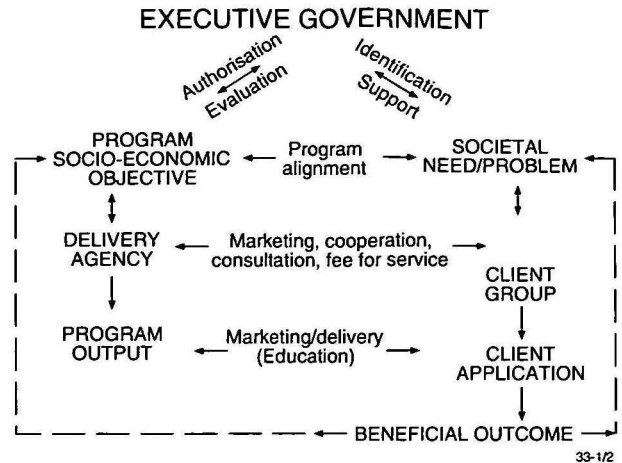 EXECUTIVE GOVERNMENT
Authorisation
Evaluation
Identification
Support
PROGRAM
SOCIO-ECONOMIC
OBJECTIVE
Program
alignment
SOCIETAL
NEED/PROBLEM
DELIVERY
AGENCY
Marketing, cooperation,
consultation, fee for service
CLIENT
GROUP
PROGRAM
OUTPUT
Marketing/delivery
(Education)
CLIENT
APPLICATION
BENEFICIAL OUTCOME
33-1/2